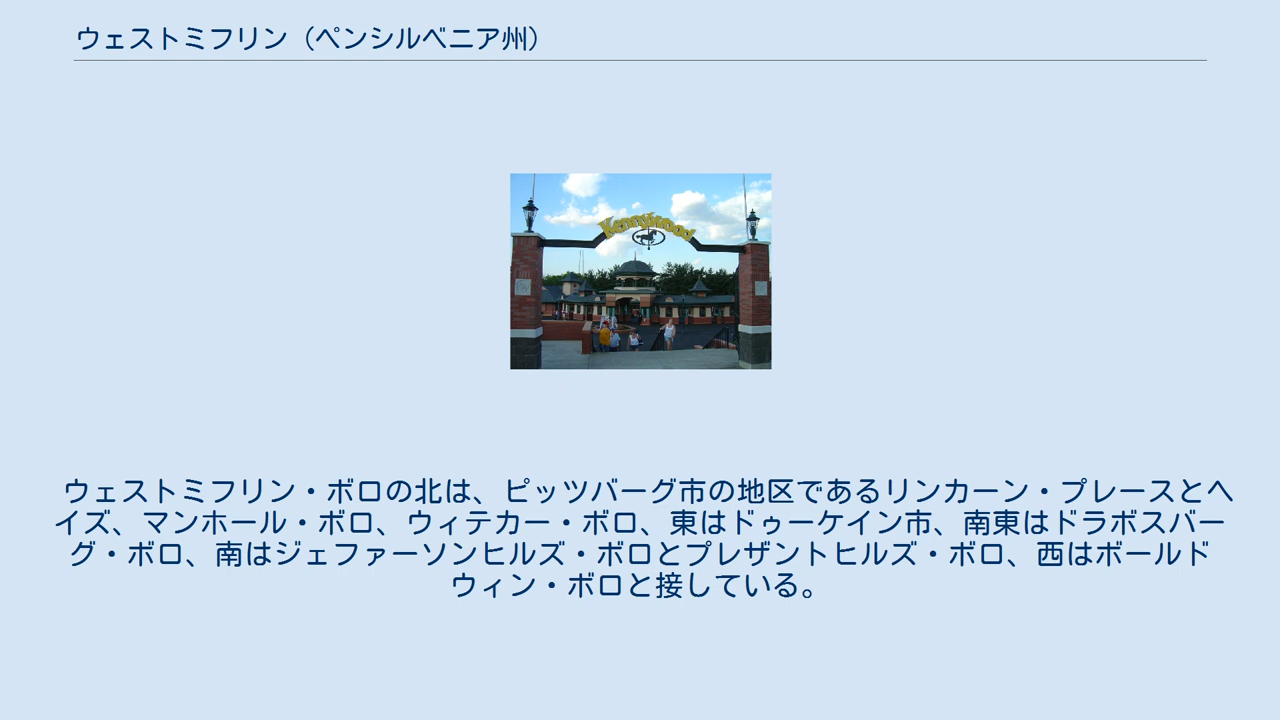 ウェストミフリン（ペンシルベニア州）
Kennywood
ウェストミフリン・ボロの北は、ピッツバーグ市の地区であるリンカーン・プレースとヘ
イズ、マンホール・ボロ、ウィテカー・ボロ、東はドゥーケイン市、南東はドラボスバー
グ・ボロ、南はジェファーソンヒルズ・ボロとプレザントヒルズ・ボロ、西はボールド
ウィン・ボロと接している。